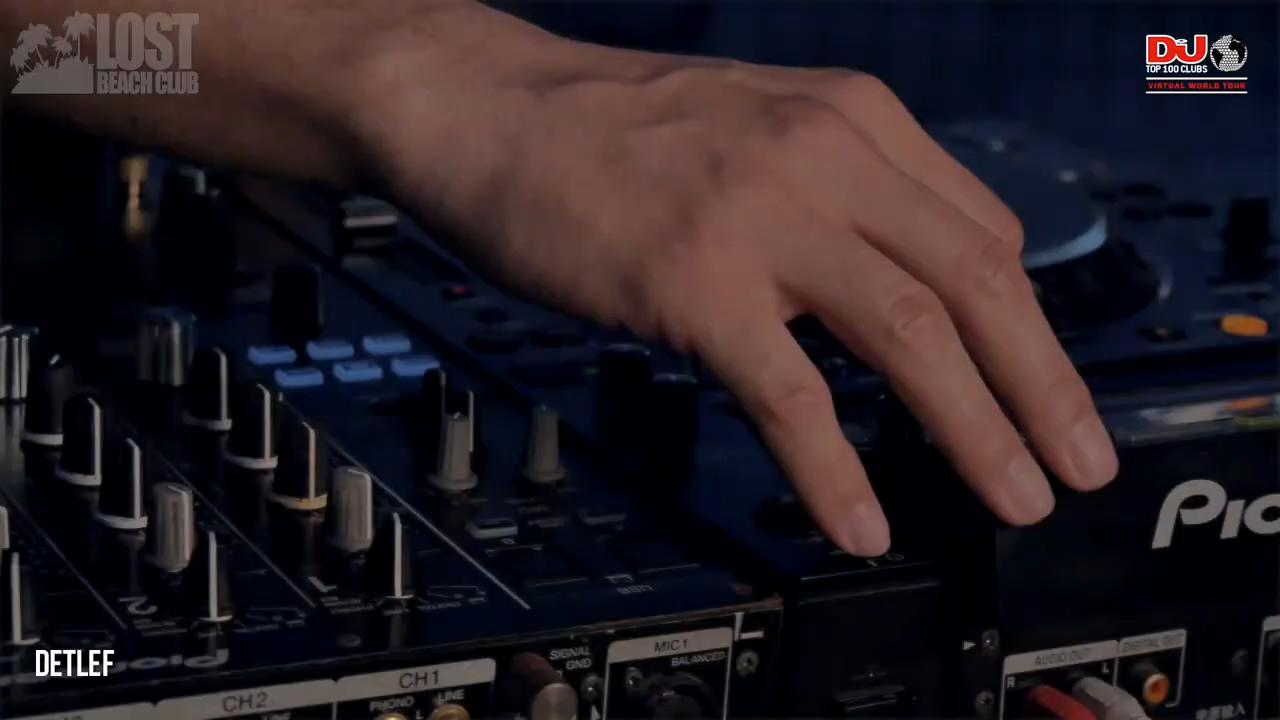 LOST
BEACH CLUB
DJ
TOP 100 CLUBS
VIRTUAL WORLD TOUR
Pio
DETLEF
CH2
CH1
PHONO
LINE
L
SIGNAL
GND
MIC1
BALANCED
AUDIO OUT
R
L
DIGITAL OUT